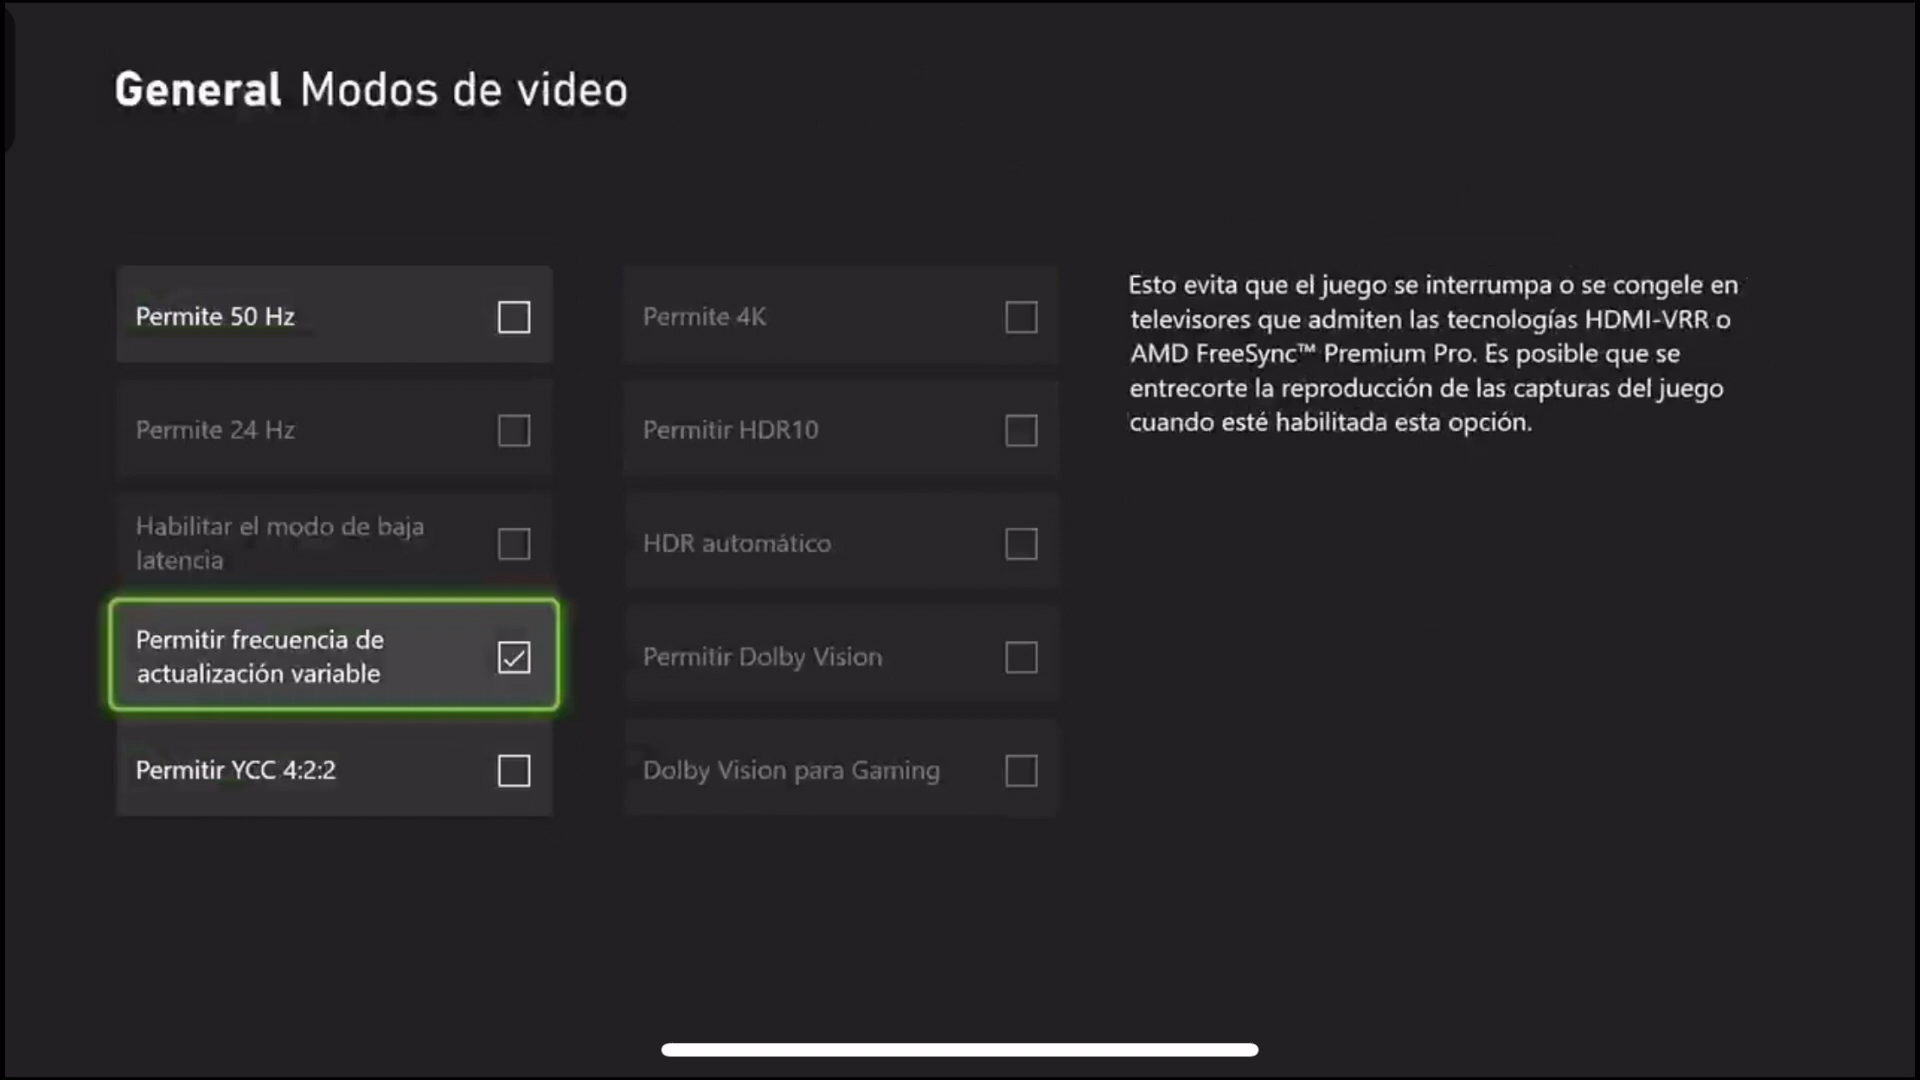 General Modos de video
Permite 50 Hz
Permite 24 Hz
Habilitar el modo de baja
latencia
Permitir frecuencia de
actualización variable
Permitir YCC 4:2:2
Permite 4K
Permitir HDR10
HDR automático
Permitir Dolby Vision
Dolby Vision para Gaming
Esto evita que el juego se interrumpa o se congele en
televisores que admiten las tecnologías HDMI-VRR o
AMD FreeSync™ Premium Pro. Es posible que se
entrecorte la reproducción de las capturas del juego
cuando esté habilitada esta opción.